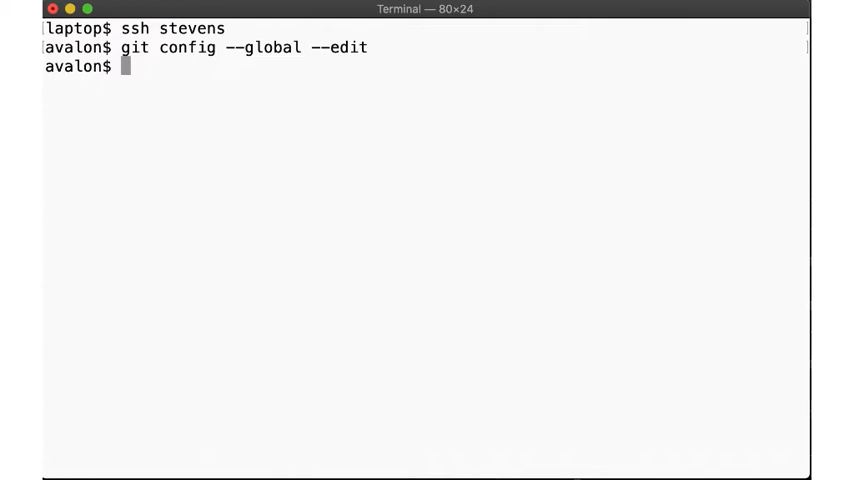 Terminal — 80×24
laptop$ ssh stevens
avalon$ git config --global --edit
avalon$